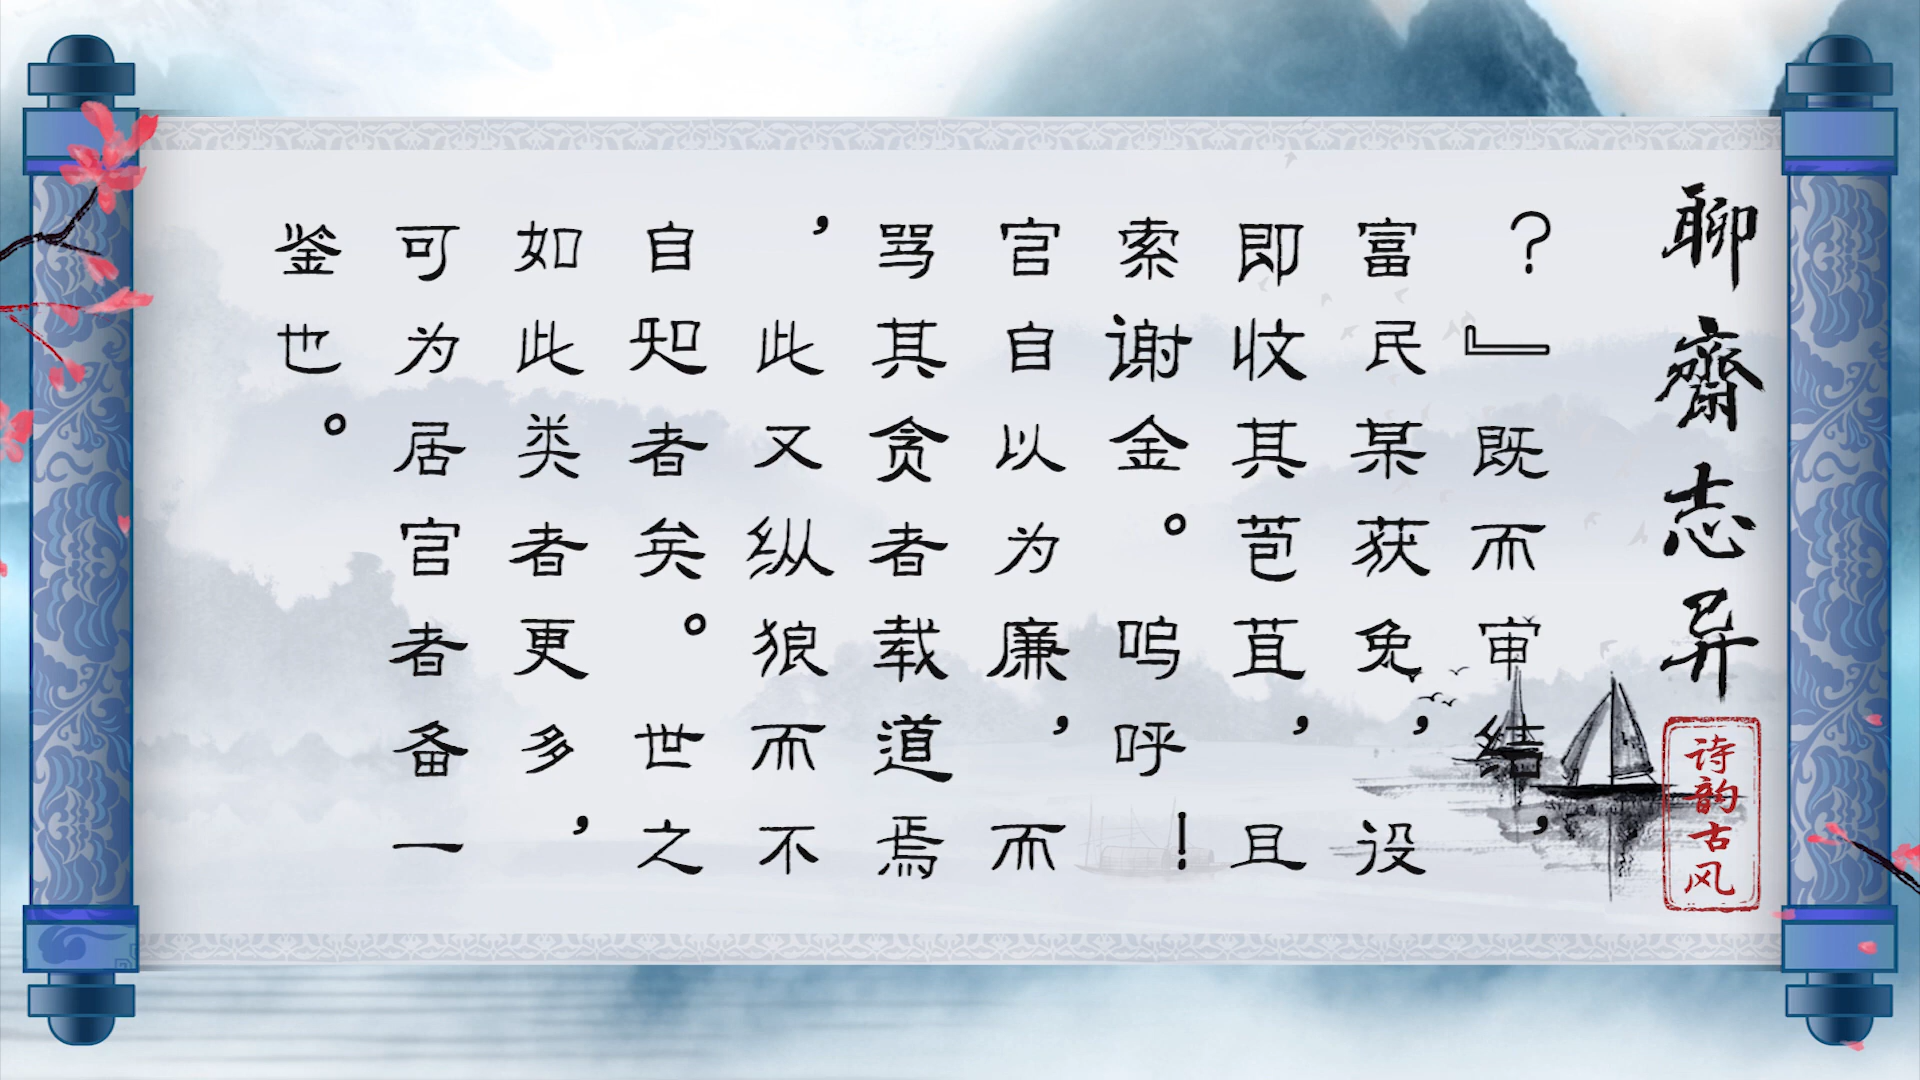 聊齋志异
诗韵古风
？』既而审结，
富民某获免，设
即收其苞苴，且
索谢金。呜呼！
官自以为廉，而
骂其贪者载道焉
，此又纵狼而不
自知者矣。世之
如此类者更多，
可为居官者备一
鉴也。